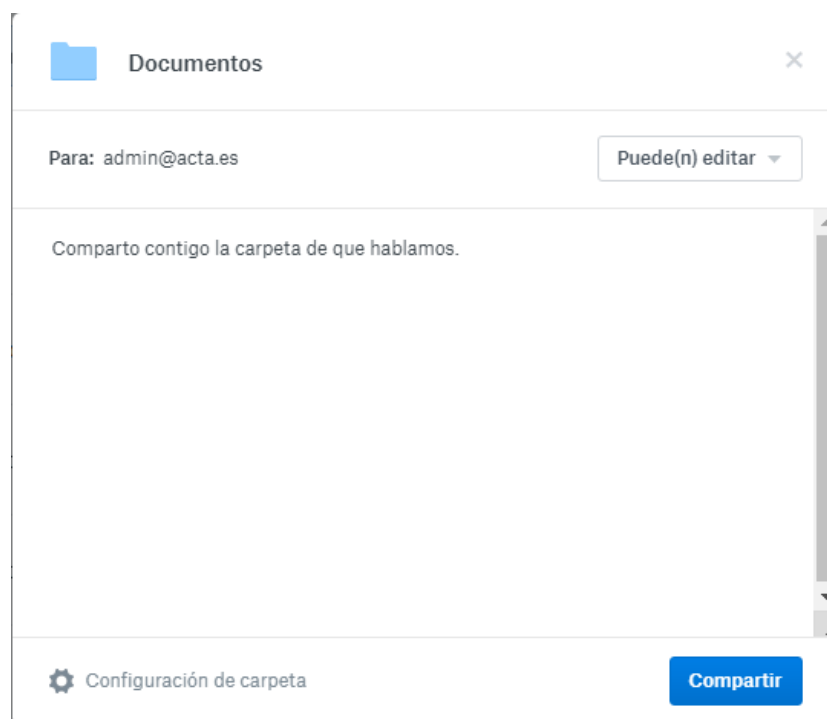 Documentos
Para: admin@acta.es
Puede(n) editar
Comparto contigo la carpeta de que hablamos.
Configuración de carpeta
Compartir